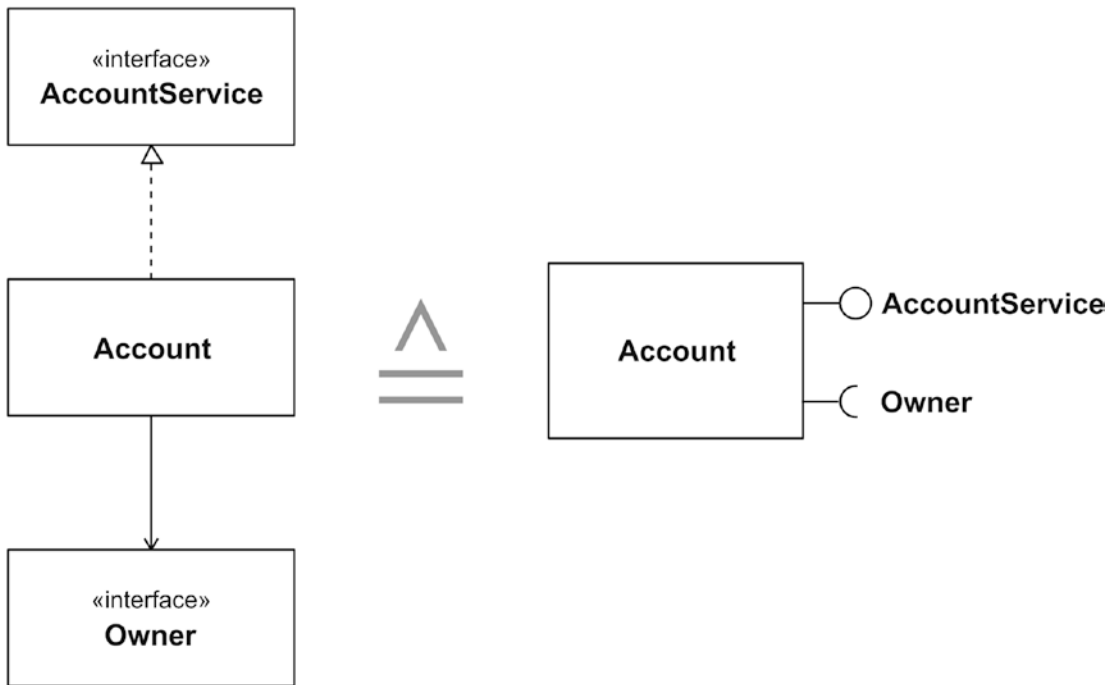 «interface»
AccountService
Account
«interface»
Owner
Account
AccountService
Owner